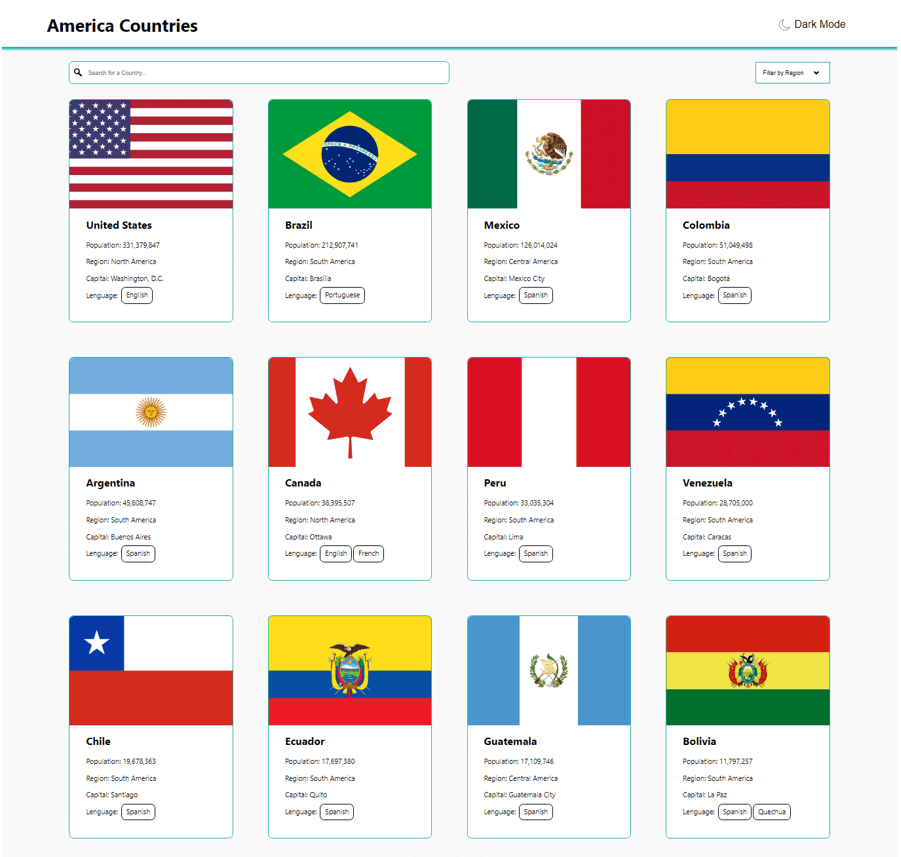 America Countries
Dark Mode
Search for a Country...
Filter by Region
United States
Population: 331,379,847
Region: North America
Capital: Washington, D.C.
Lenguage: English
Brazil
Population: 212,907,741
Region: South America
Capital: Brasília
Lenguage: Portuguese
Mexico
Population: 126,014,024
Region: Central America
Capital: Mexico City
Lenguage: Spanish
Colombia
Population: 51,049,498
Region: South America
Capital: Bogotá
Lenguage: Spanish
Argentina
Population: 45,808,747
Region: South America
Capital: Buenos Aires
Lenguage: Spanish
Canada
Population: 38,395,507
Region: North America
Capital: Ottawa
Lenguage: English French
Peru
Population: 33,035,304
Region: South America
Capital: Lima
Lenguage: Spanish
Venezuela
Population: 28,705,000
Region: South America
Capital: Caracas
Lenguage: Spanish
Chile
Population: 19,678,363
Region: South America
Capital: Santiago
Lenguage: Spanish
Ecuador
Population: 17,697,380
Region: South America
Capital: Quito
Lenguage: Spanish
Guatemala
Population: 17,109,746
Region: Central America
Capital: Guatemala City
Lenguage: Spanish
Bolivia
Population: 11,797,257
Region: South America
Capital: La Paz
Lenguage: Spanish Quechua